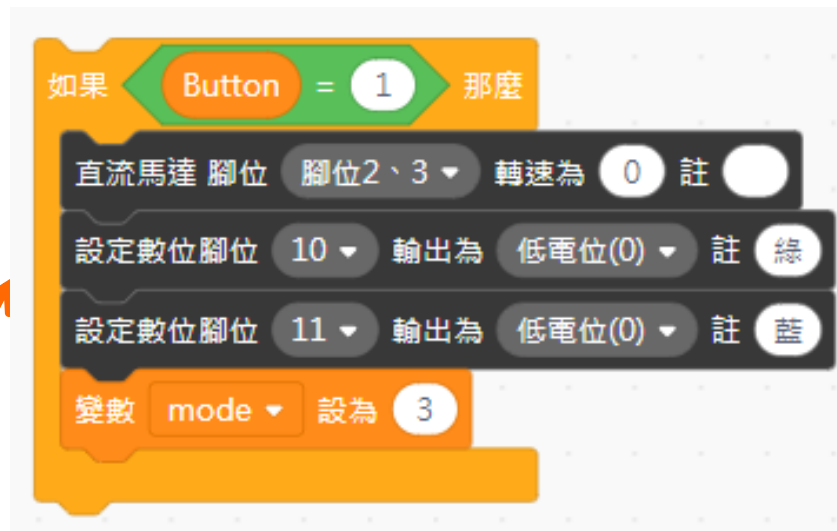 如果 Button = 1 那麼
直流馬達 腳位 腳位2、3 轉速為 0 註
設定數位腳位 10 輸出為 低電位(0) 註 綠
設定數位腳位 11 輸出為 低電位(0) 註 藍
變數 mode 設為 3